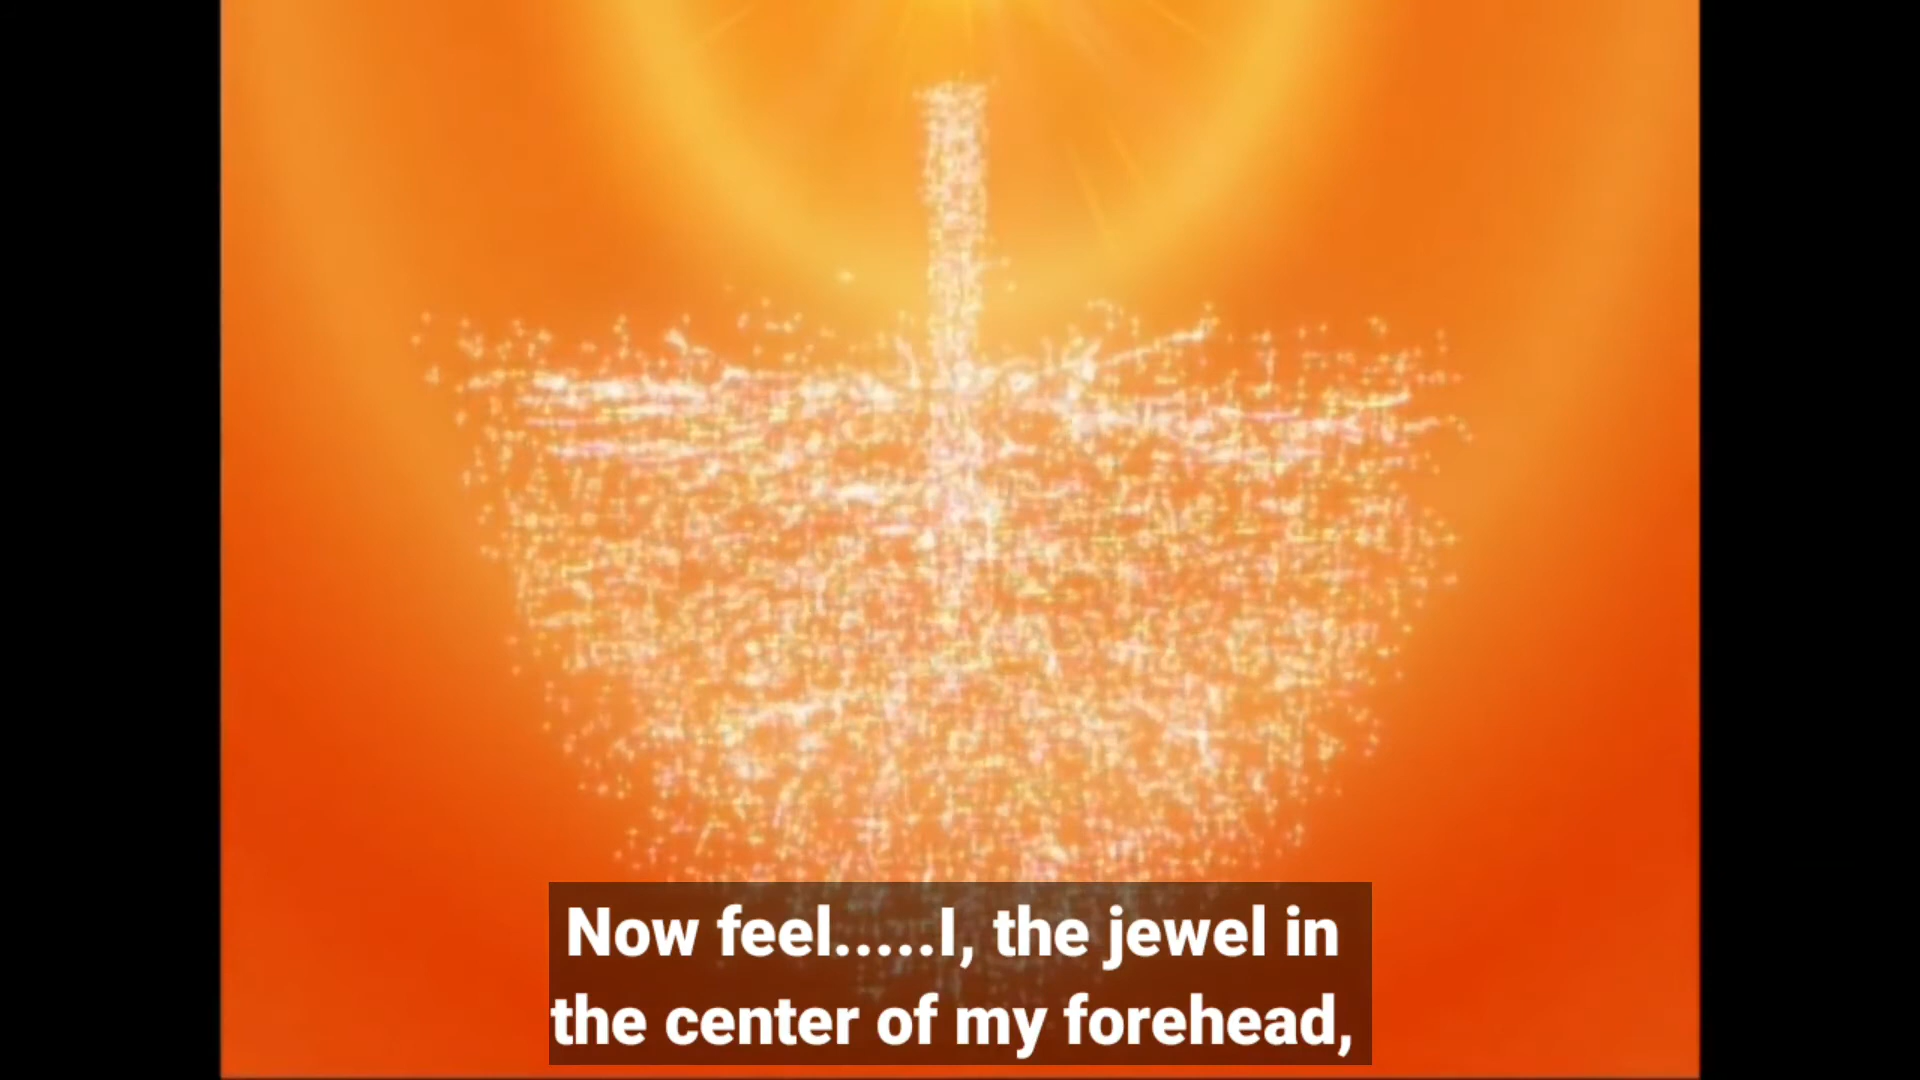 Now feel.....I, the jewel in
the center of my forehead,